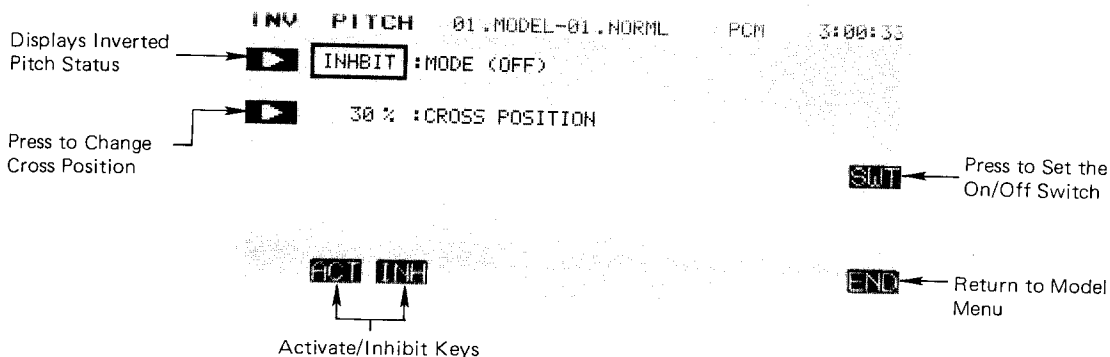 INV PITCH 01.MODEL-01.NORML PCM 3:00:33
Displays Inverted
Pitch Status
INHBIT :MODE (OFF)
30 % :CROSS POSITION
Press to Change
Cross Position
SWT
Press to Set the
On/Off Switch
ACT INH
END
Return to Model
Menu
Activate/Inhibit Keys